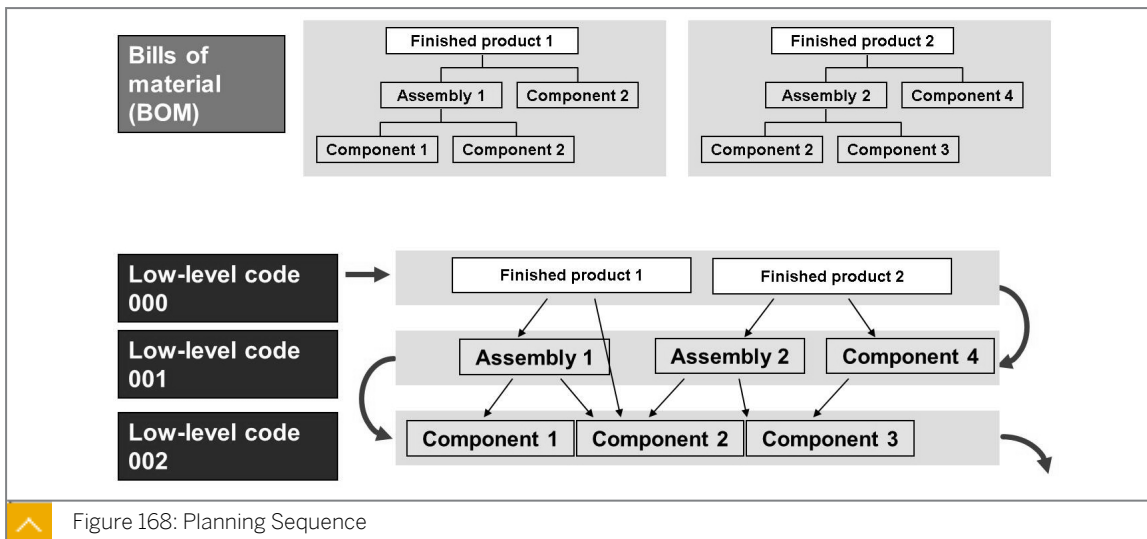 Bills of
material
(BOM)
Finished product 1
Assembly 1
Component 2
Component 1
Component 2
Finished product 2
Assembly 2
Component 4
Component 2
Component 3
Low-level code
000
Finished product 1
Finished product 2
Low-level code
001
Assembly 1
Assembly 2
Component 4
Low-level code
002
Component 1
Component 2
Component 3
Figure 168: Planning Sequence